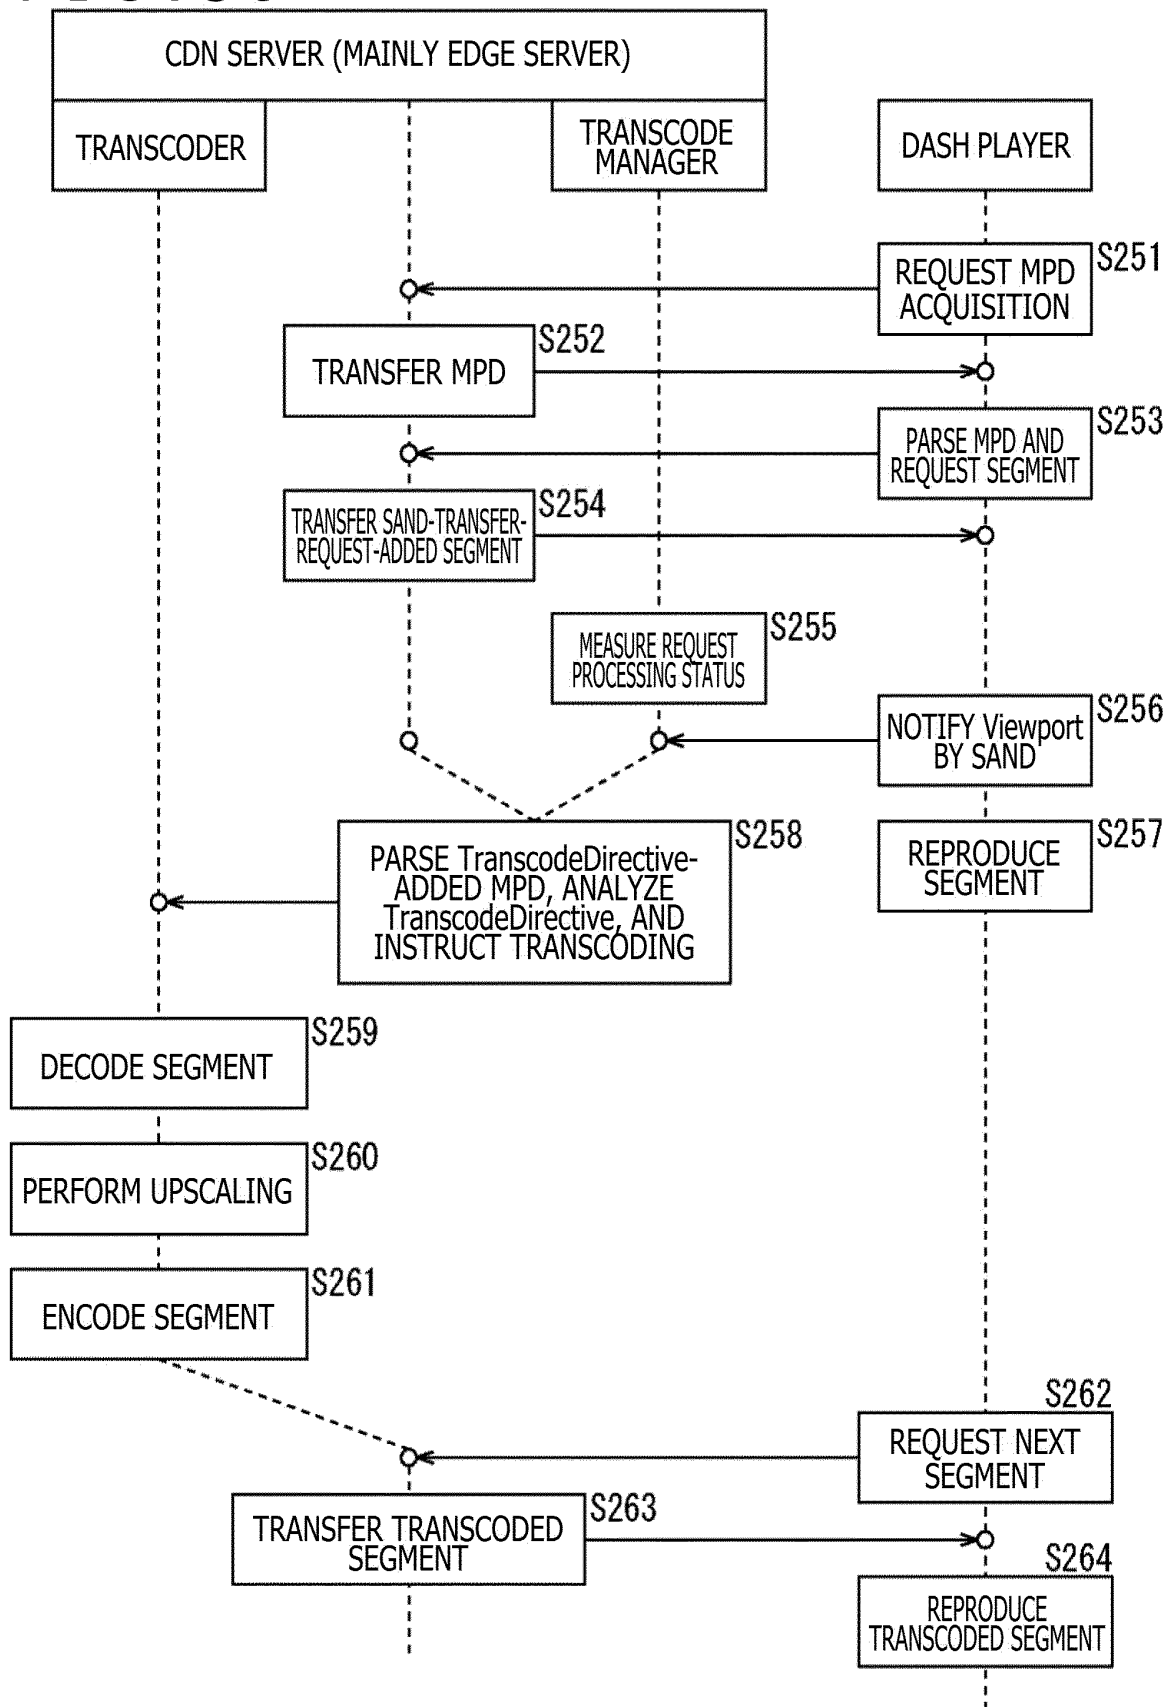 CDN SERVER (MAINLY EDGE SERVER)
TRANSCODER
TRANSCODE
MANAGER
DASH PLAYER
S251
REQUEST MPD
ACQUISITION
S252
TRANSFER MPD
S253
PARSE MPD AND
REQUEST SEGMENT
S254
TRANSFER SAND-TRANSFER-
REQUEST-ADDED SEGMENT
S255
MEASURE REQUEST
PROCESSING STATUS
S256
NOTIFY Viewport
BY SAND
S257
REPRODUCE
SEGMENT
S258
PARSE TranscodeDirective-
ADDED MPD, ANALYZE
TranscodeDirective, AND
INSTRUCT TRANSCODING
S259
DECODE SEGMENT
S260
PERFORM UPSCALING
S261
ENCODE SEGMENT
S262
REQUEST NEXT
SEGMENT
S263
TRANSFER TRANSCODED
SEGMENT
S264
REPRODUCE
TRANSCODED SEGMENT